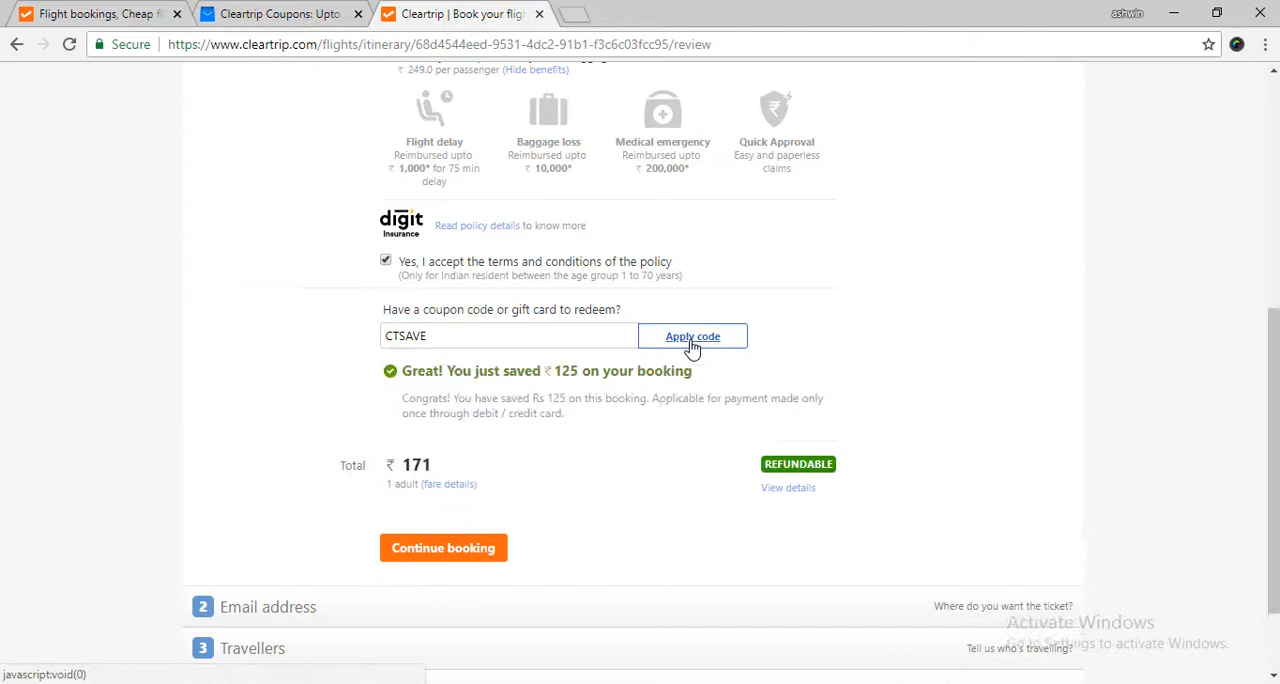 Flight bookings, Cheap fl
Cleartrip Coupons: Upto
Cleartrip | Book your fligh
ashwin
Secure
https://www.cleartrip.com/flights/itinerary/68d4544eed-9531-4dc2-91b1-f3c6c03fcc95/review
₹ 249.0 per passenger (Hide benefits)
Flight delay
Reimbursed upto
₹ 1,000* for 75 min
delay
Baggage loss
Reimbursed upto
₹ 10,000*
Medical emergency
Reimbursed upto
₹ 200,000*
Quick Approval
Easy and paperless
claims
digit
Insurance
Read policy details to know more
Yes, I accept the terms and conditions of the policy
(Only for Indian resident between the age group 1 to 70 years)
Have a coupon code or gift card to redeem?
CTSAVE
Apply code
Great! You just saved ₹ 125 on your booking
Congrats! You have saved Rs 125 on this booking. Applicable for payment made only
once through debit / credit card.
Total ₹ 171
1 adult (fare details)
REFUNDABLE
View details
Continue booking
2 Email address
Where do you want the ticket?
Activate Windows
Go to Settings to activate Windows.
3 Travellers
Tell us who's travelling?
javascript:void(0)